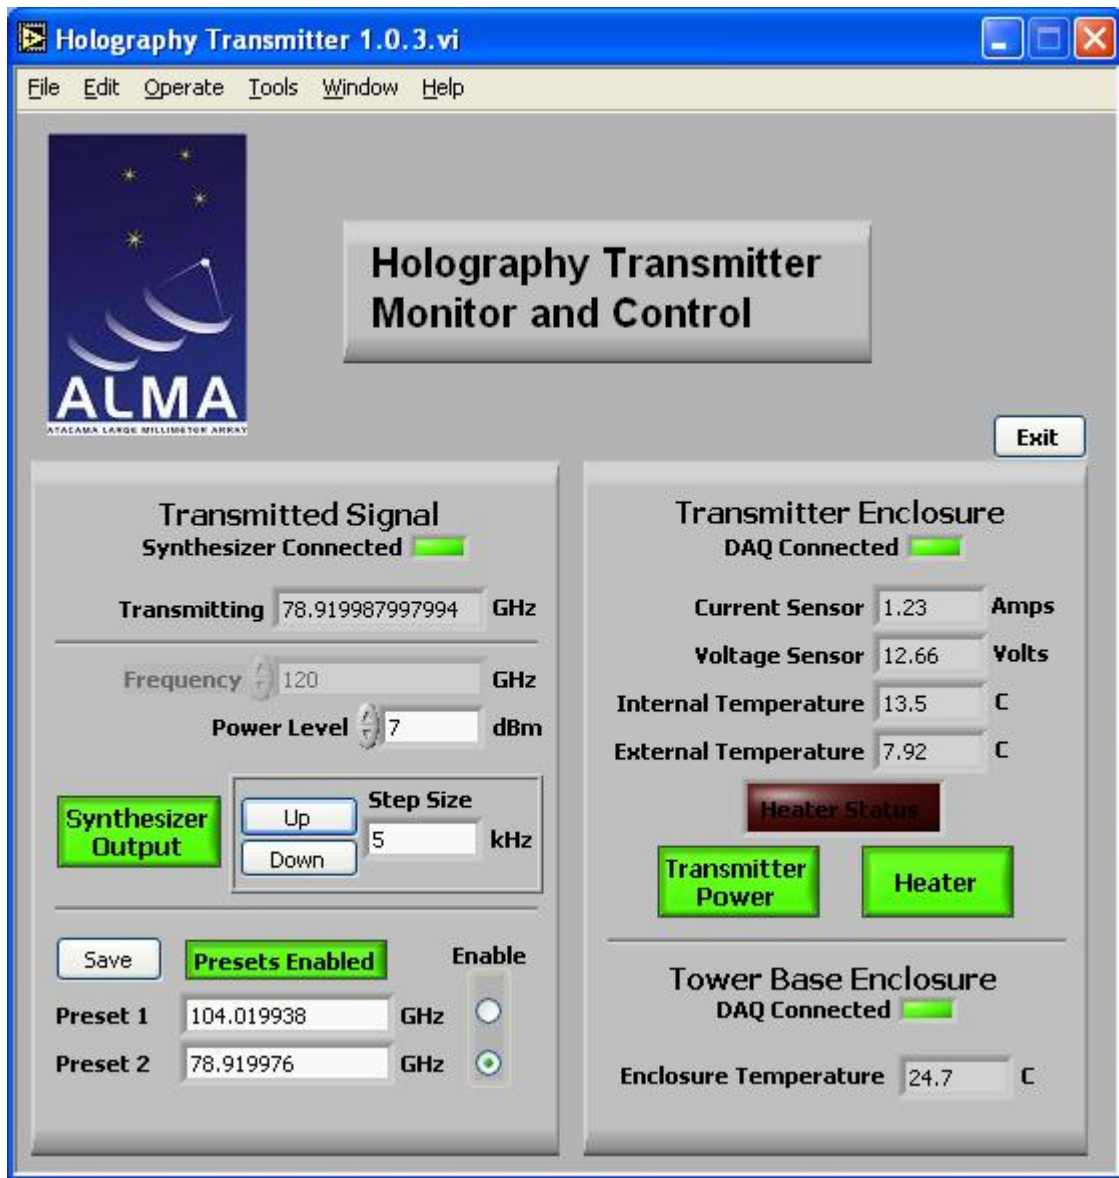 Holography Transmitter 1.0.3.vi
File Edit Operate Tools Window Help
ALMA
ATACAMA LARGE MILLIMETER ARRAY
Holography Transmitter
Monitor and Control
Exit
Transmitted Signal
Synthesizer Connected
Transmitting 78.919987997994 GHz
Frequency 120 GHz
Power Level 7 dBm
Synthesizer
Output
Up
Down
Step Size
5 kHz
Save
Presets Enabled
Enable
Preset 1 104.019938 GHz
Preset 2 78.919976 GHz
Transmitter Enclosure
DAQ Connected
Current Sensor 1.23 Amps
Voltage Sensor 12.66 Volts
Internal Temperature 13.5 C
External Temperature 7.92 C
Heater Status
Transmitter
Power
Heater
Tower Base Enclosure
DAQ Connected
Enclosure Temperature 24.7 C